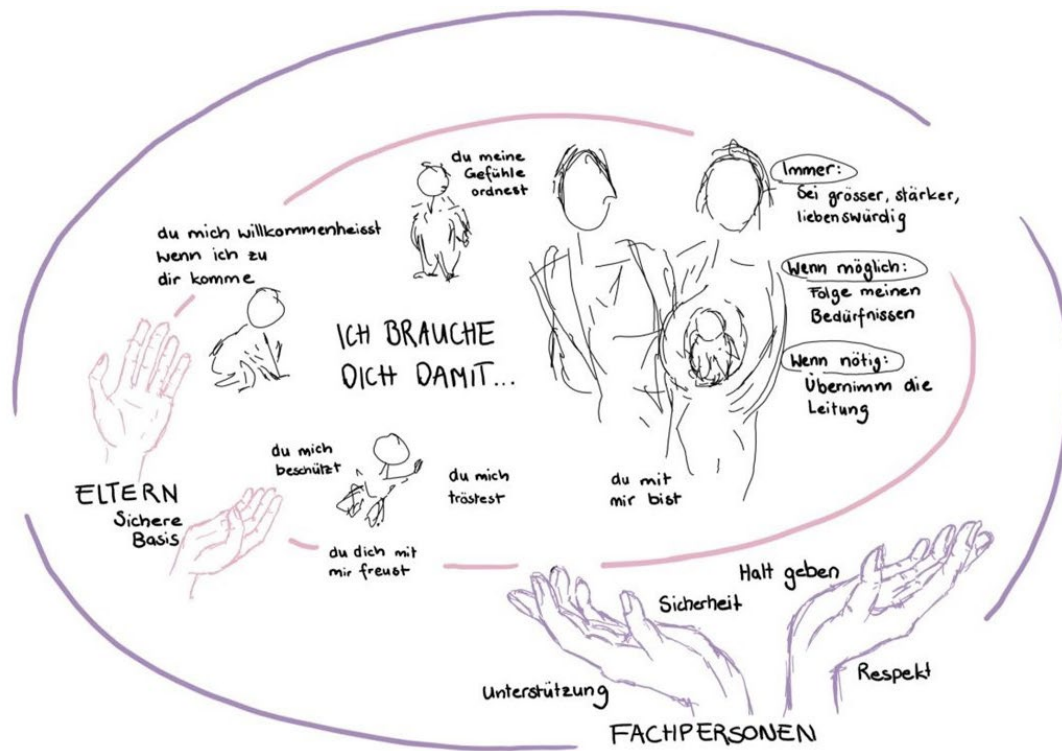 du meine
Gefühle
ordnest
Immer:
Sei grösser, stärker,
liebenswürdig
du mich willkommenheisst
wenn ich zu
dir komme
Wenn möglich:
Folge meinen
Bedürfnissen
ICH BRAUCHE
DICH DAMIT...
Wenn nötig:
Übernimm die
Leitung
du mich
beschützt
du mich
tröstest
du mit
mir bist
ELTERN
Sichere
Basis
du dich mit
mir freust
Halt geben
Sicherheit
Unterstützung
Respekt
FACHPERSONEN